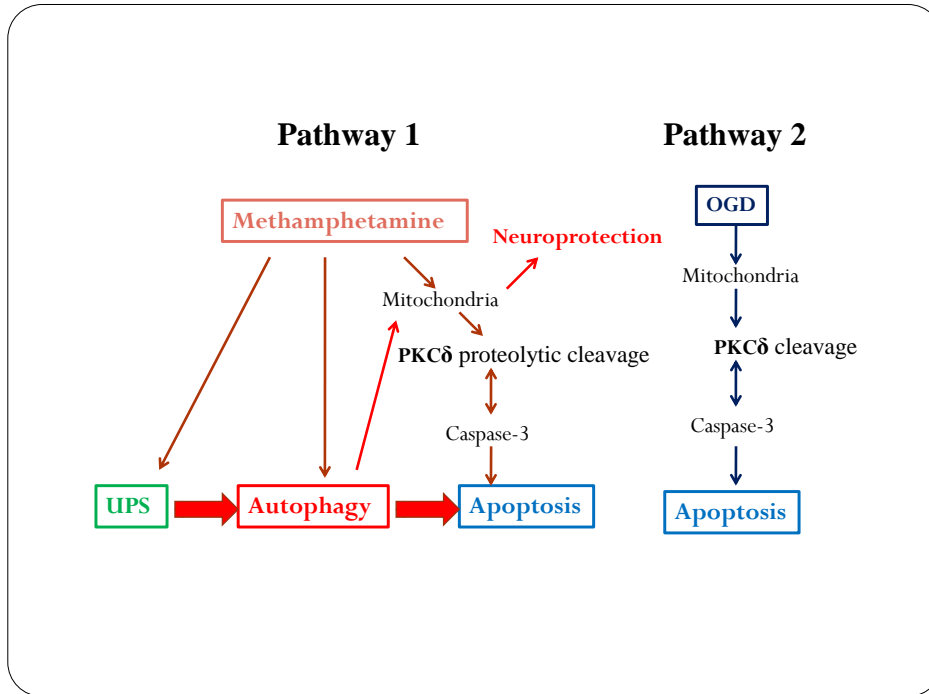 Pathway 1
Pathway 2
Methamphetamine
OGD
Neuroprotection
Mitochondria
Mitochondria
PKCδ proteolytic cleavage
PKCδ cleavage
Caspase-3
Caspase-3
UPS
Autophagy
Apoptosis
Apoptosis